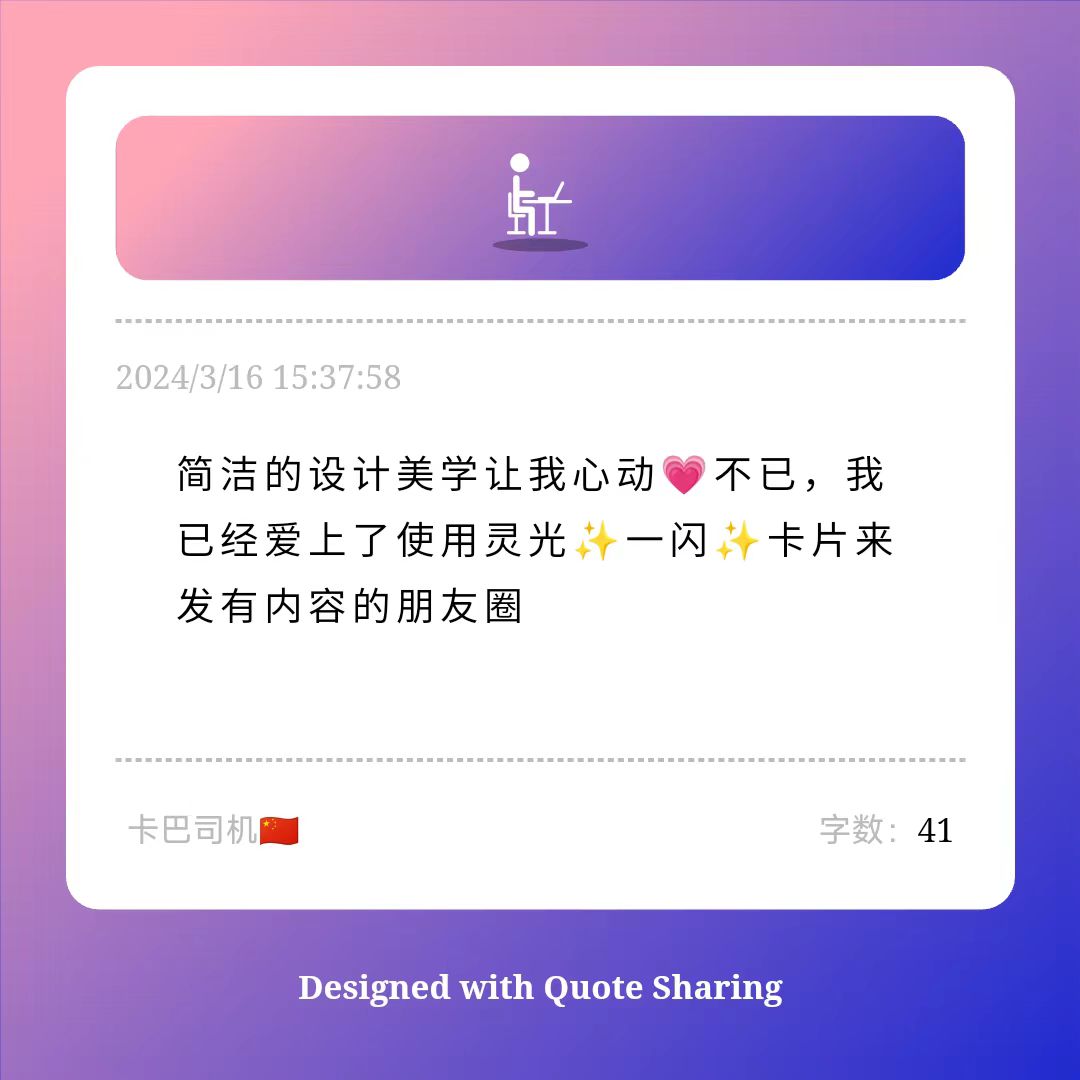 2024/3/16 15:37:58
简洁的设计美学让我心动💗不已，我
已经爱上了使用灵光✨一闪✨卡片来
发有内容的朋友圈
卡巴司机🇨🇳
字数：41
Designed with Quote Sharing